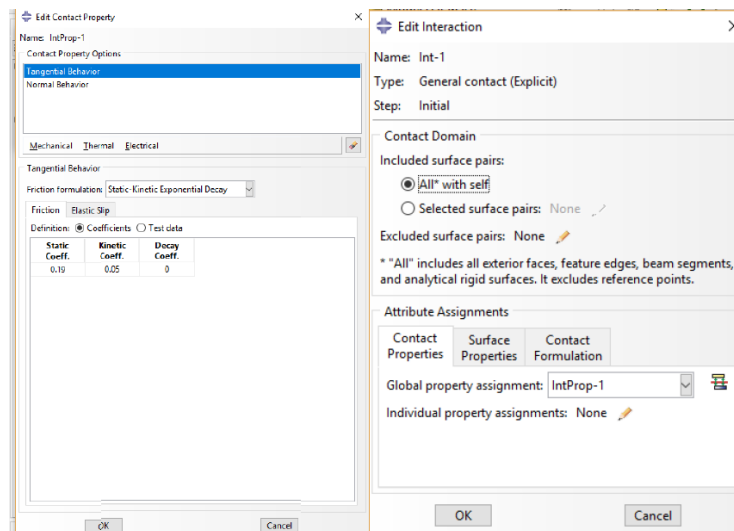 Edit Contact Property
Name: IntProp-1
Contact Property Options
Tangential Behavior
Normal Behavior
Mechanical Thermal Electrical
Tangential Behavior
Friction formulation: Static-Kinetic Exponential Decay
Friction Elastic Slip
Definition: Coefficients Test data
Static Kinetic Decay
Coeff. Coeff. Coeff.
0.19 0.05 0
OK Cancel
Edit Interaction
Name: Int-1
Type: General contact (Explicit)
Step: Initial
Contact Domain
Included surface pairs:
All* with self
Selected surface pairs: None
Excluded surface pairs: None
* "All" includes all exterior faces, feature edges, beam segments,
and analytical rigid surfaces. It excludes reference points.
Attribute Assignments
Contact Surface Contact
Properties Properties Formulation
Global property assignment: IntProp-1
Individual property assignments: None
OK Cancel